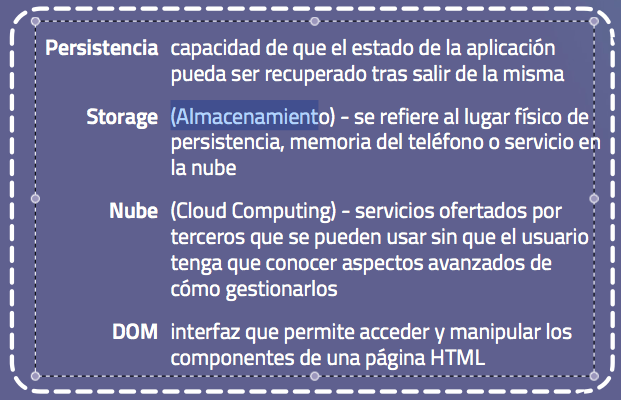 Persistencia capacidad de que el estado de la aplicación
pueda ser recuperado tras salir de la misma
Storage (Almacenamiento) - se refiere al lugar físico de
persistencia, memoria del teléfono o servicio en
la nube
Nube (Cloud Computing) - servicios ofertados por
terceros que se pueden usar sin que el usuario
tenga que conocer aspectos avanzados de
cómo gestionarlos
DOM interfaz que permite acceder y manipular los
componentes de una página HTML